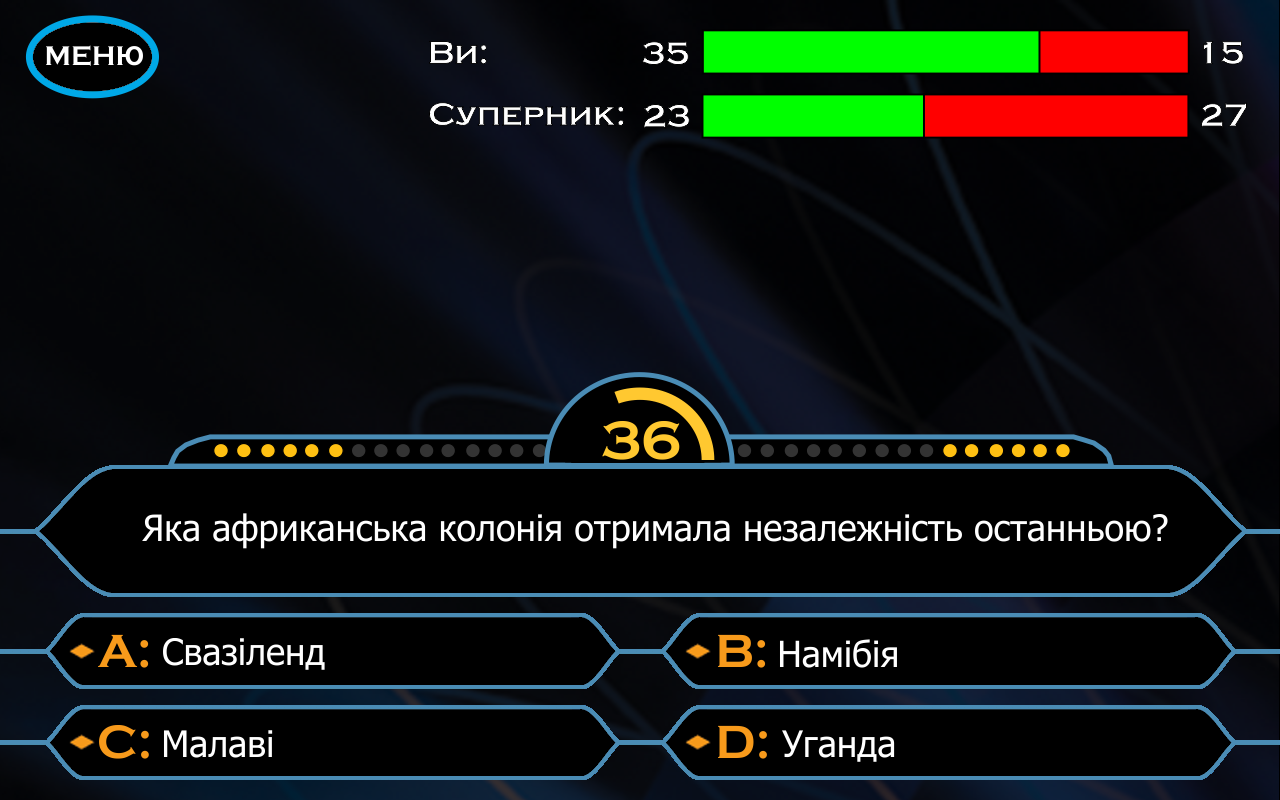 МЕНЮ
Ви: 35 15
Суперник: 23 27
36
Яка африканська колонія отримала незалежність останньою?
A: Свазіленд
B: Намібія
C: Малаві
D: Уганда